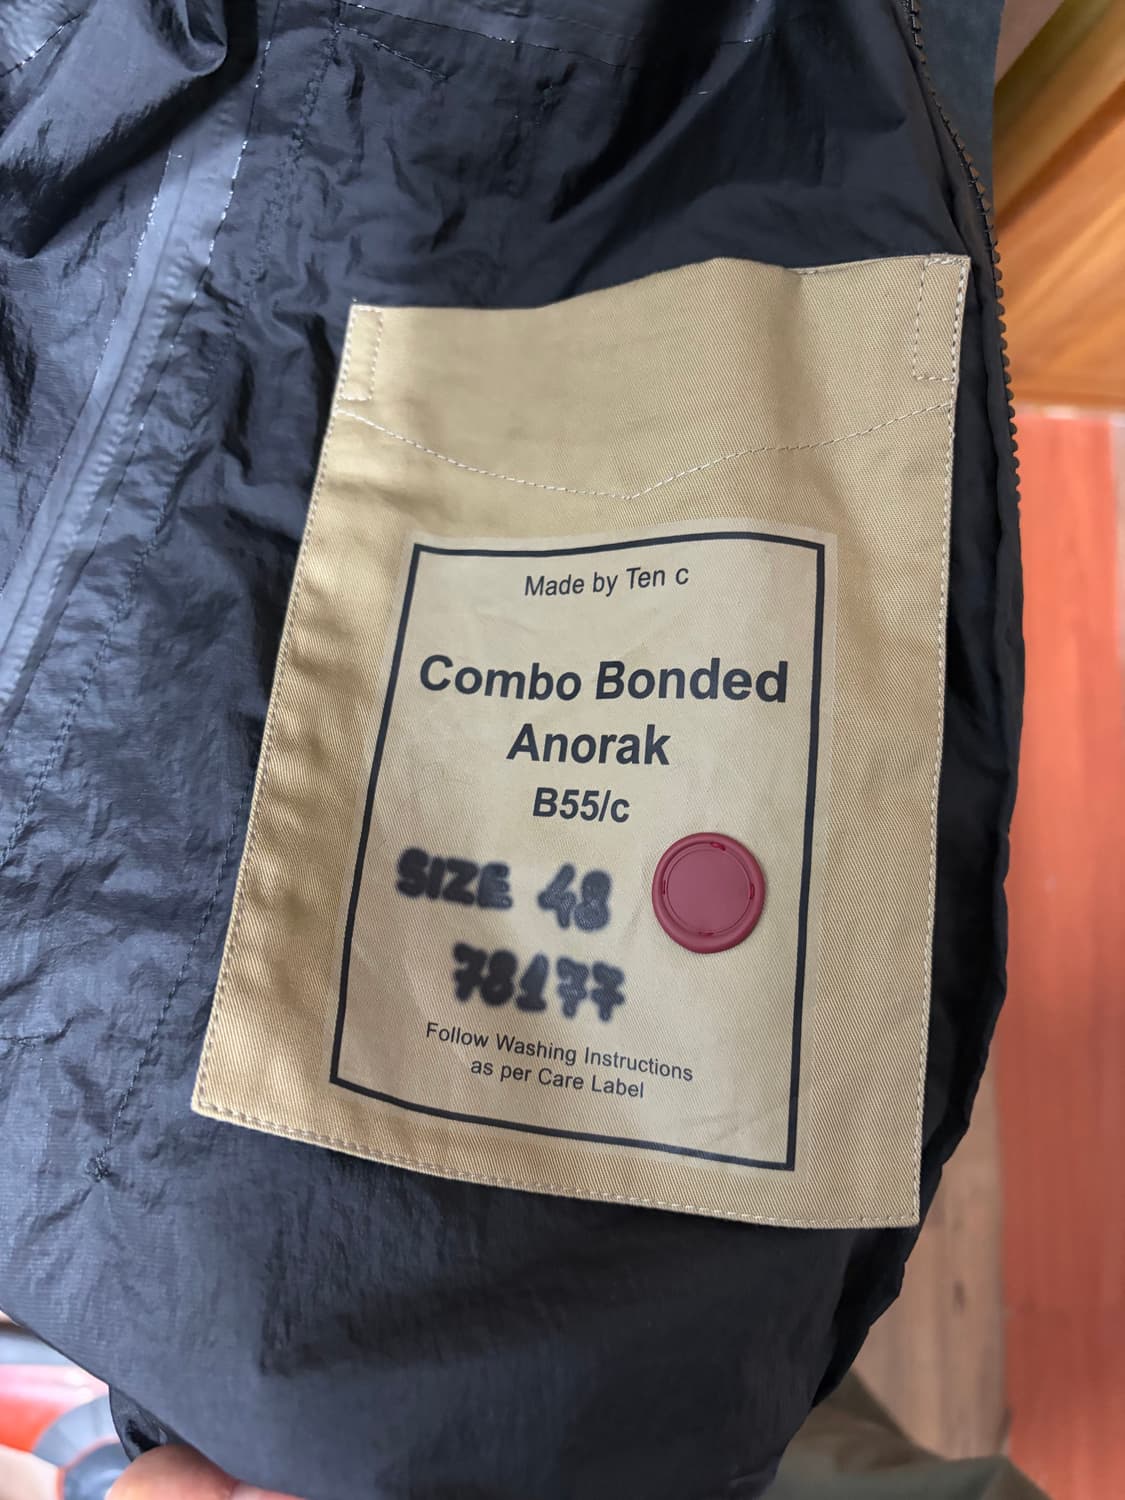 Made by Ten c
Combo Bonded
Anorak
B55/c
SIZE 48
78177
Follow Washing Instructions
as per Care Label